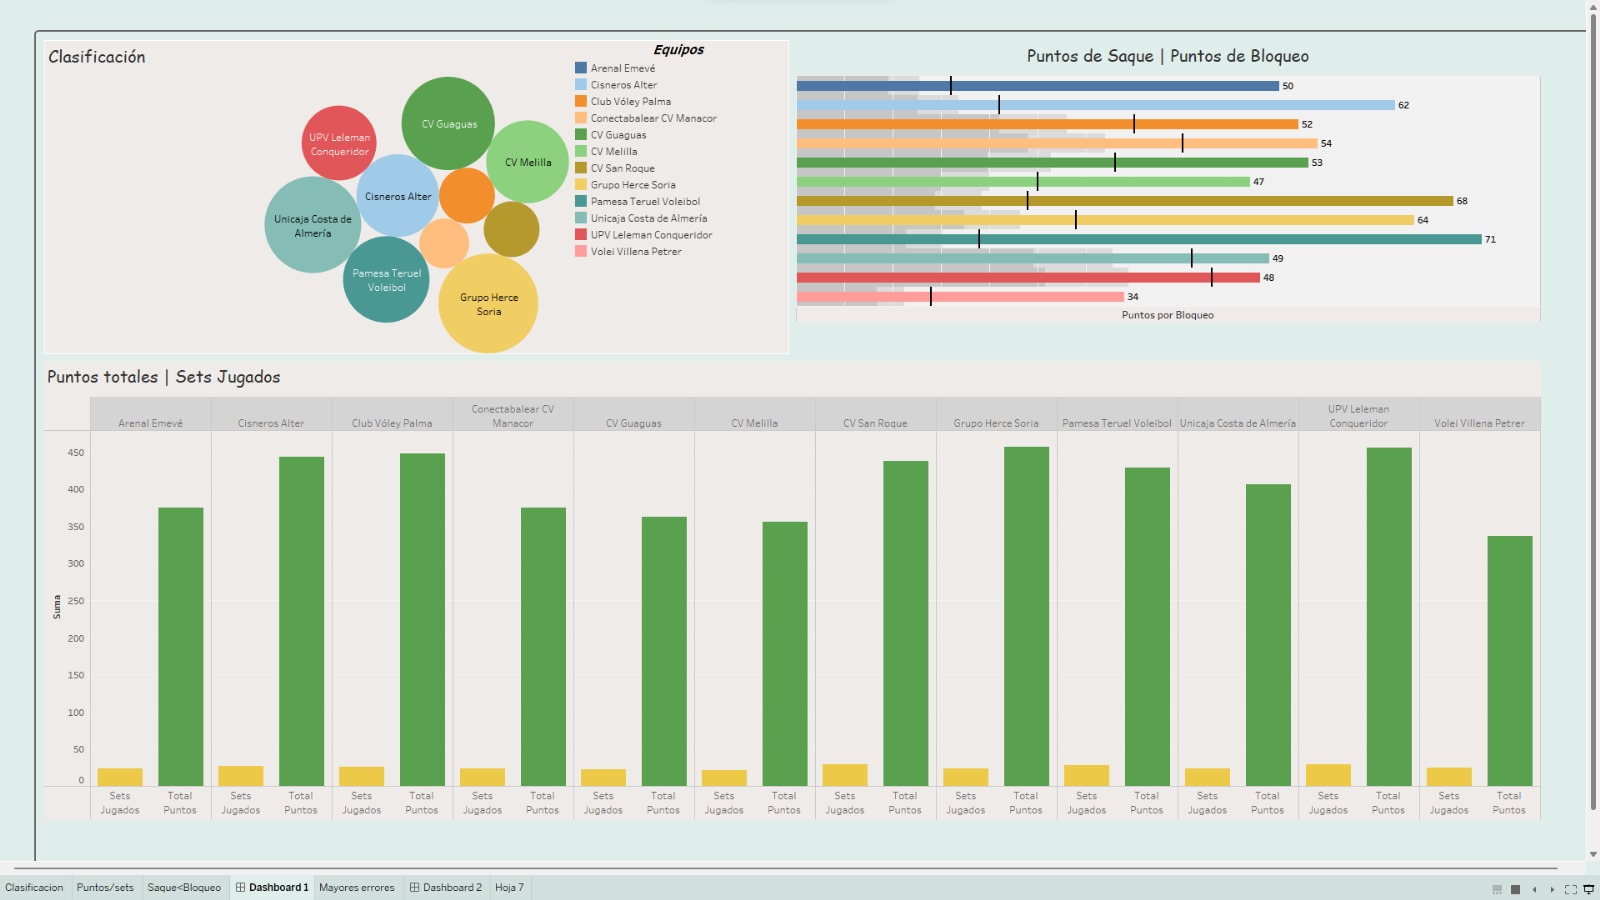 Clasificación
UPV Leleman
Conqueridor
CV Guaguas
CV Melilla
Cisneros Alter
Unicaja Costa de
Almería
Pamesa Teruel
Voleibol
Grupo Herce
Soria
Equipos
Arenal Emevé
Cisneros Alter
Club Vóley Palma
Conectabalear CV Manacor
CV Guaguas
CV Melilla
CV San Roque
Grupo Herce Soria
Pamesa Teruel Voleibol
Unicaja Costa de Almería
UPV Leleman Conqueridor
Volei Villena Petrer
Puntos de Saque | Puntos de Bloqueo
50
62
52
54
53
47
68
64
71
49
48
34
Puntos por Bloqueo
Puntos totales | Sets Jugados
Arenal Emevé
Cisneros Alter
Club Vóley Palma
Conectabalear CV
Manacor
CV Guaguas
CV Melilla
CV San Roque
Grupo Herce Soria
Pamesa Teruel Voleibol
Unicaja Costa de Almería
UPV Leleman
Conqueridor
Volei Villena Petrer
Suma
450
400
350
300
250
200
150
100
50
0
Sets Jugados
Total Puntos
Sets Jugados
Total Puntos
Sets Jugados
Total Puntos
Sets Jugados
Total Puntos
Sets Jugados
Total Puntos
Sets Jugados
Total Puntos
Sets Jugados
Total Puntos
Sets Jugados
Total Puntos
Sets Jugados
Total Puntos
Sets Jugados
Total Puntos
Sets Jugados
Total Puntos
Sets Jugados
Total Puntos
Clasificacion
Puntos/sets
Saque<Bloqueo
Dashboard 1
Mayores errores
Dashboard 2
Hoja 7